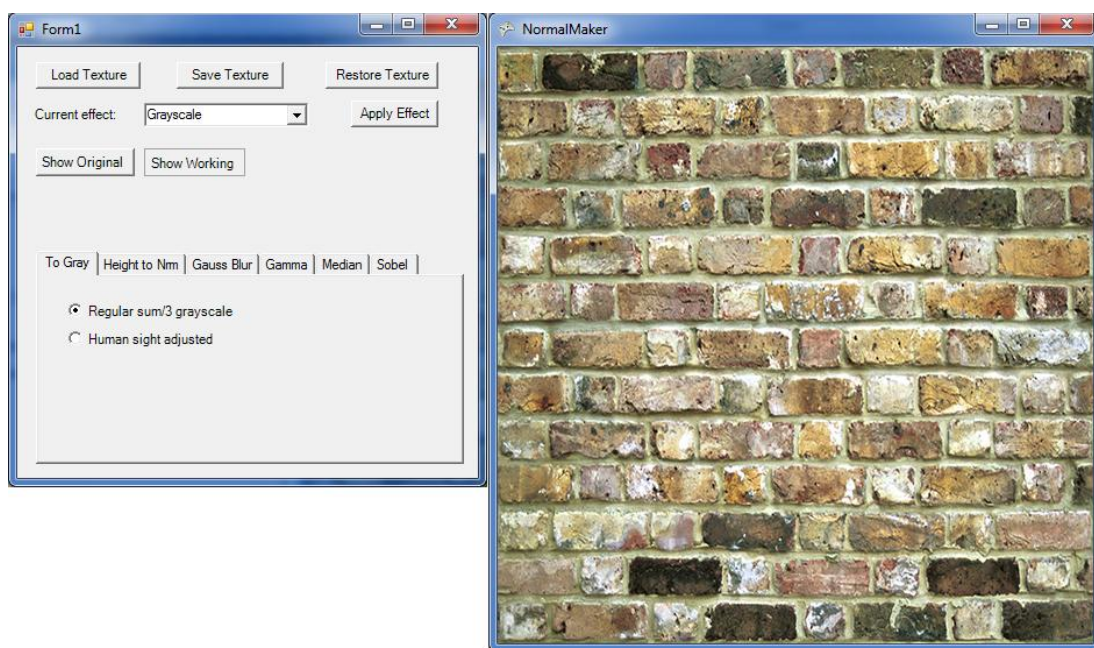 Form1
Load Texture Save Texture Restore Texture
Current effect: Grayscale Apply Effect
Show Original Show Working
To Gray Height to Nrm Gauss Blur Gamma Median Sobel
Regular sum/3 grayscale
Human sight adjusted
NormalMaker